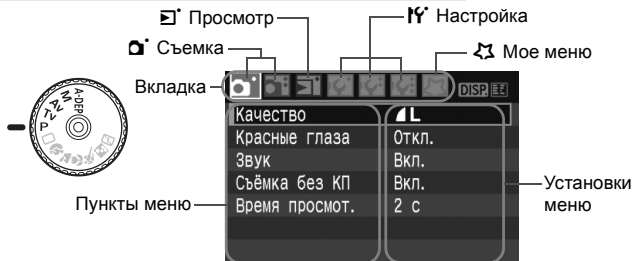 Просмотр
Настройка
Съемка
Мое меню
Вкладка
DISP.
A-DEP
M
Av
Tv
P
Качество L
Красные глаза Откл.
Звук Вкл.
Съёмка без КП Вкл.
Время просмот. 2 с
Пункты меню
Установки
меню